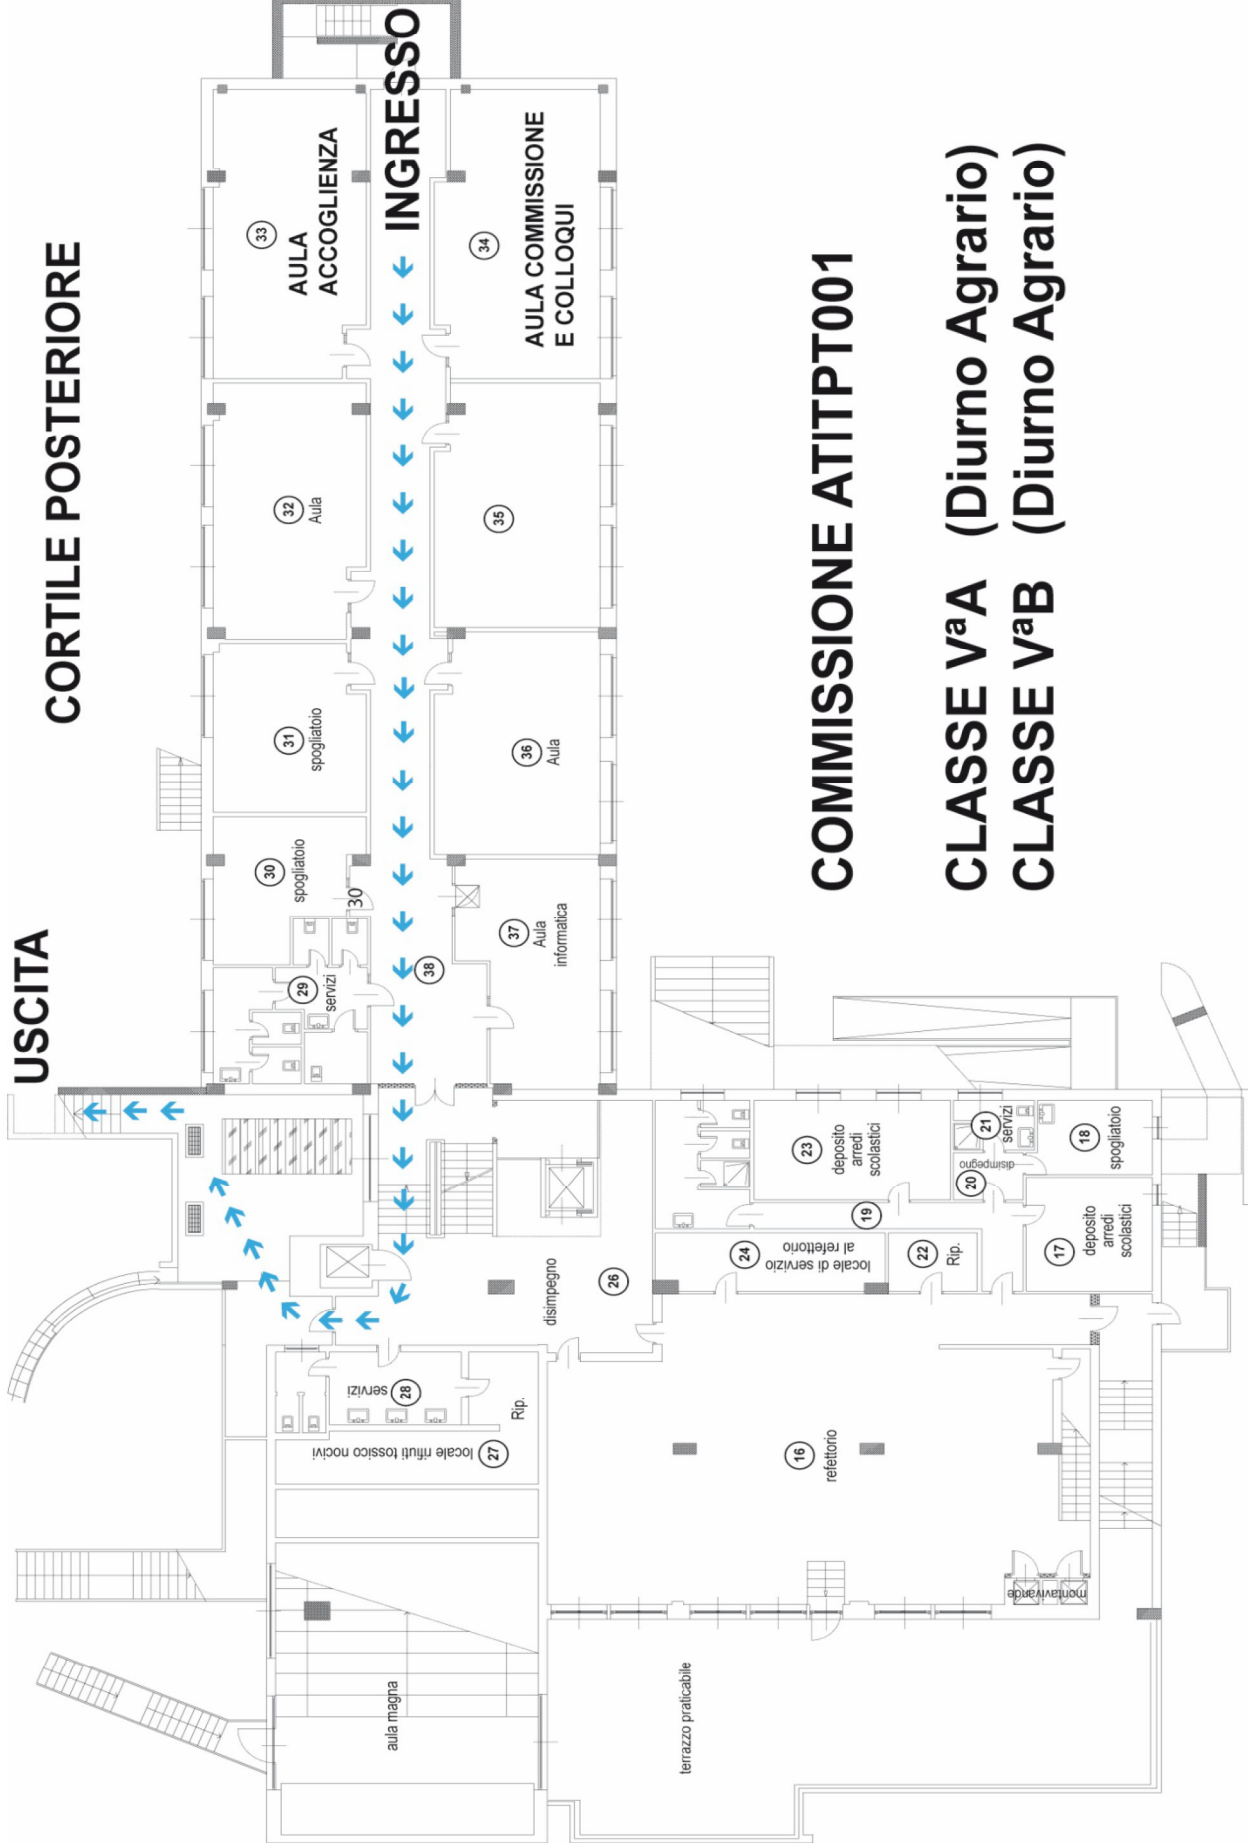 CORTILE POSTERIORE
USCITA
INGRESSO
33
AULA
ACCOGLIENZA
34
AULA COMMISSIONE
E COLLOQUI
32
Aula
35
31
spogliatoio
36
Aula
30
spogliatoio
30
37
Aula
informatica
38
29
servizi
COMMISSIONE ATITPT001
CLASSE VªA (Diurno Agrario)
CLASSE VªB (Diurno Agrario)
23
deposito
arredi
scolastici
21
servizi
18
spogliatoio
disimpegno
20
19
24
locale di servizio
al refettorio
22
Rip.
17
deposito
arredi
scolastici
disimpegno
26
servizi
28
Rip.
locale rifiuti tossico nocivi
27
16
refettorio
montavivande
aula magna
terrazzo praticabile